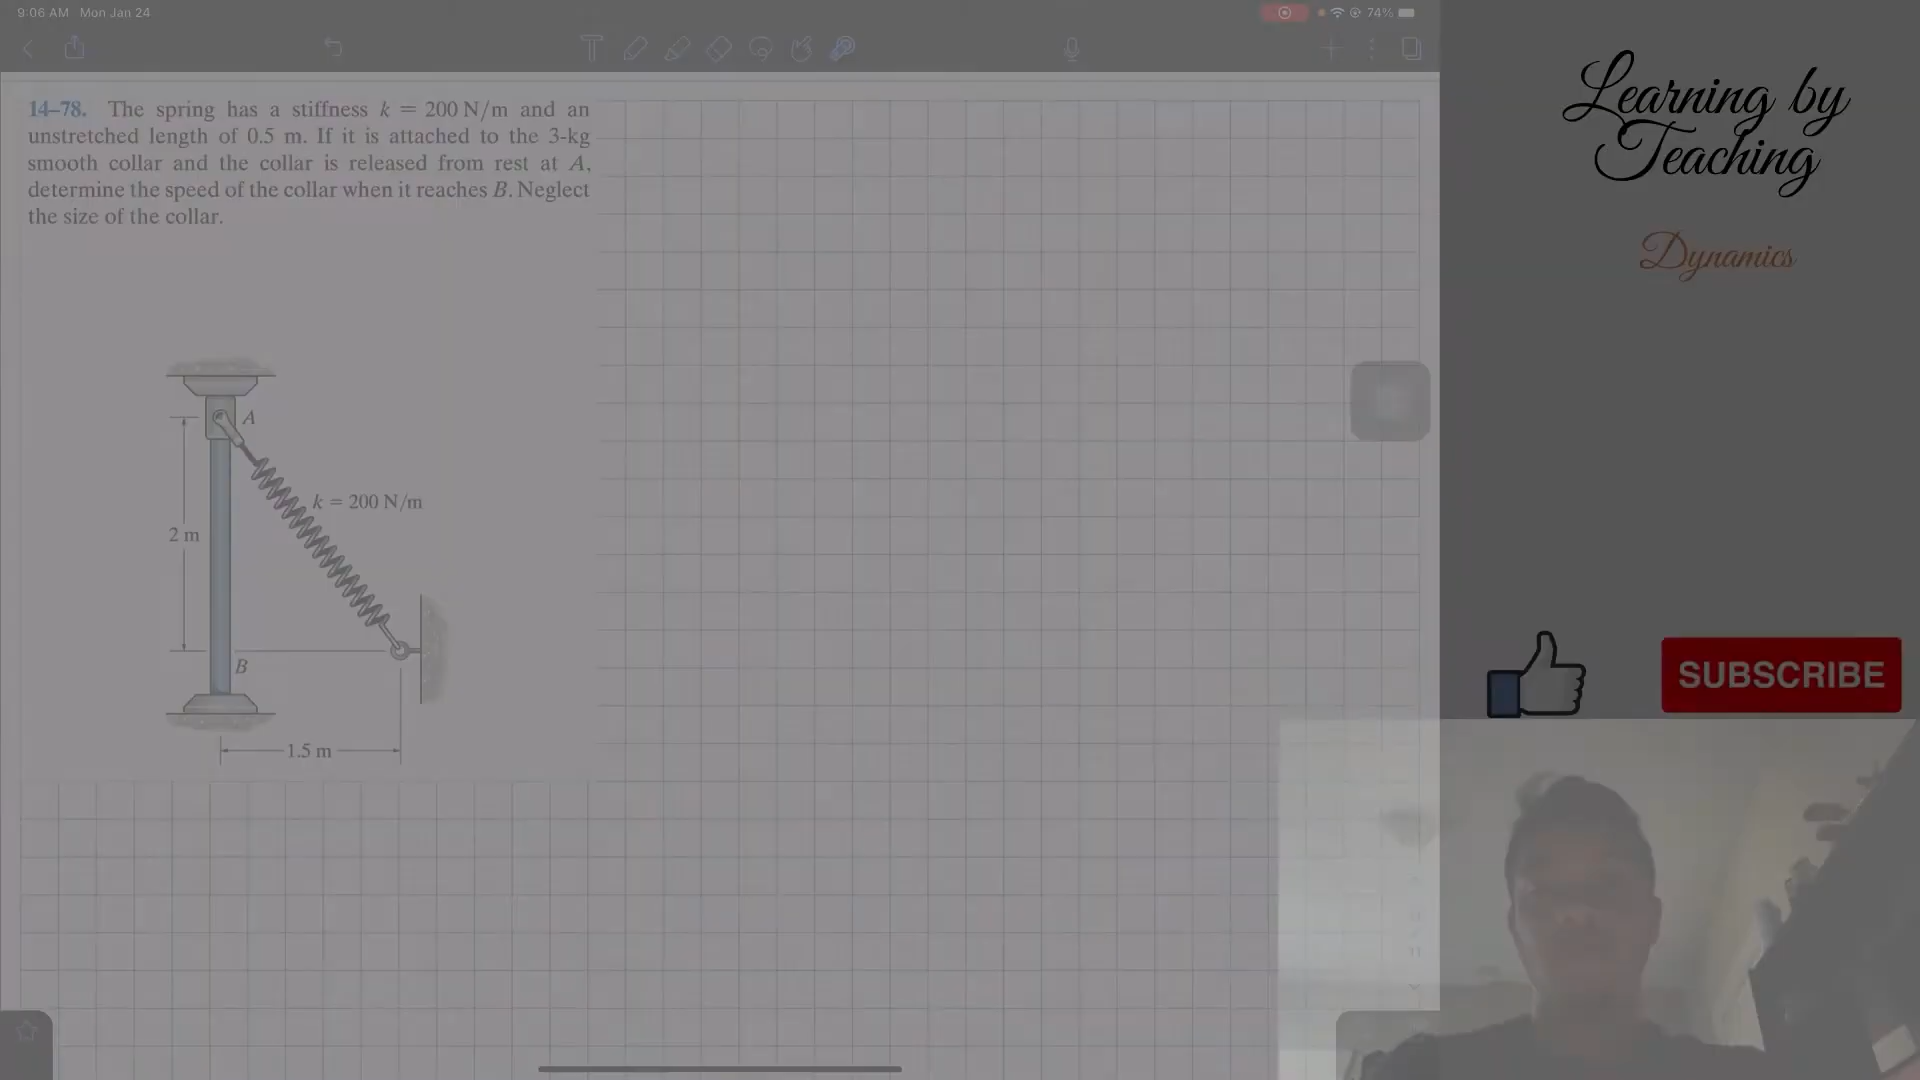 9:06 AM Mon Jan 24
74%
14–78. The spring has a stiffness k = 200 N/m and an
unstretched length of 0.5 m. If it is attached to the 3-kg
smooth collar and the collar is released from rest at A,
determine the speed of the collar when it reaches B. Neglect
the size of the collar.
A
k = 200 N/m
2 m
B
1.5 m
Learning by
Teaching
Dynamics
SUBSCRIBE